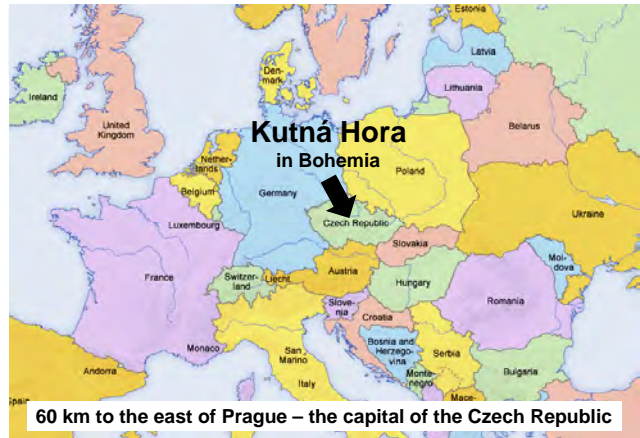 Estonia
Latvia
Lithuania
Den-
mark
Ireland
United
Kingdom
Belarus
Kutná Hora
in Bohemia
Nether-
lands
Belgium
Germany
Poland
Luxembourg
Czech Republic
Ukraine
Slovakia
France
Switzer-
land
Liecht.
Austria
Hungary
Mol-
dova
Slove-
nia
Croatia
Romania
Monaco
San
Marino
Bosnia and
Herzego-
vina
Serbia
Andorra
Italy
Monte-
negro
Bulgaria
Mace-
Spain
60 km to the east of Prague – the capital of the Czech Republic